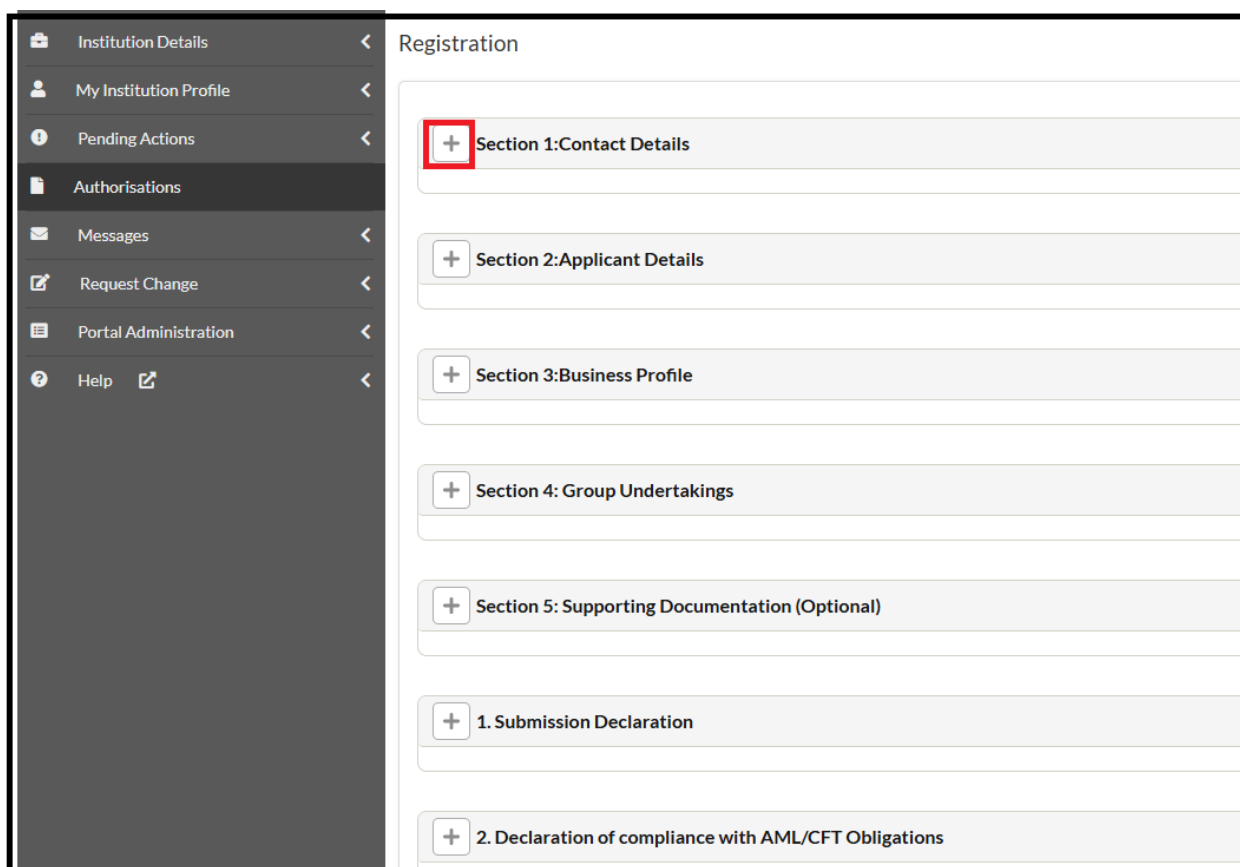 Institution Details
My Institution Profile
Pending Actions
Authorisations
Messages
Request Change
Portal Administration
Help
Registration
Section 1:Contact Details
Section 2:Applicant Details
Section 3:Business Profile
Section 4: Group Undertakings
Section 5: Supporting Documentation (Optional)
1. Submission Declaration
2. Declaration of compliance with AML/CFT Obligations